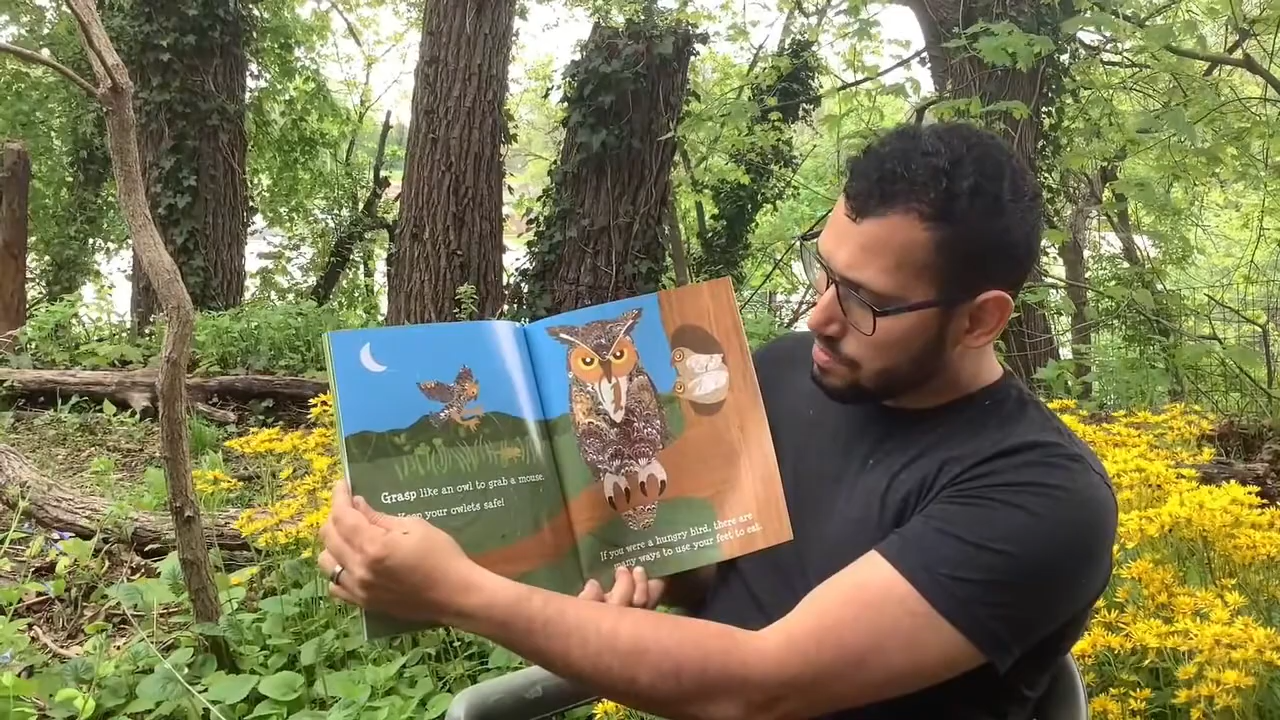 Grasp like an owl to grab a mouse.
Keep your owlets safe!
If you were a hungry bird, there are
many ways to use your feet to eat.